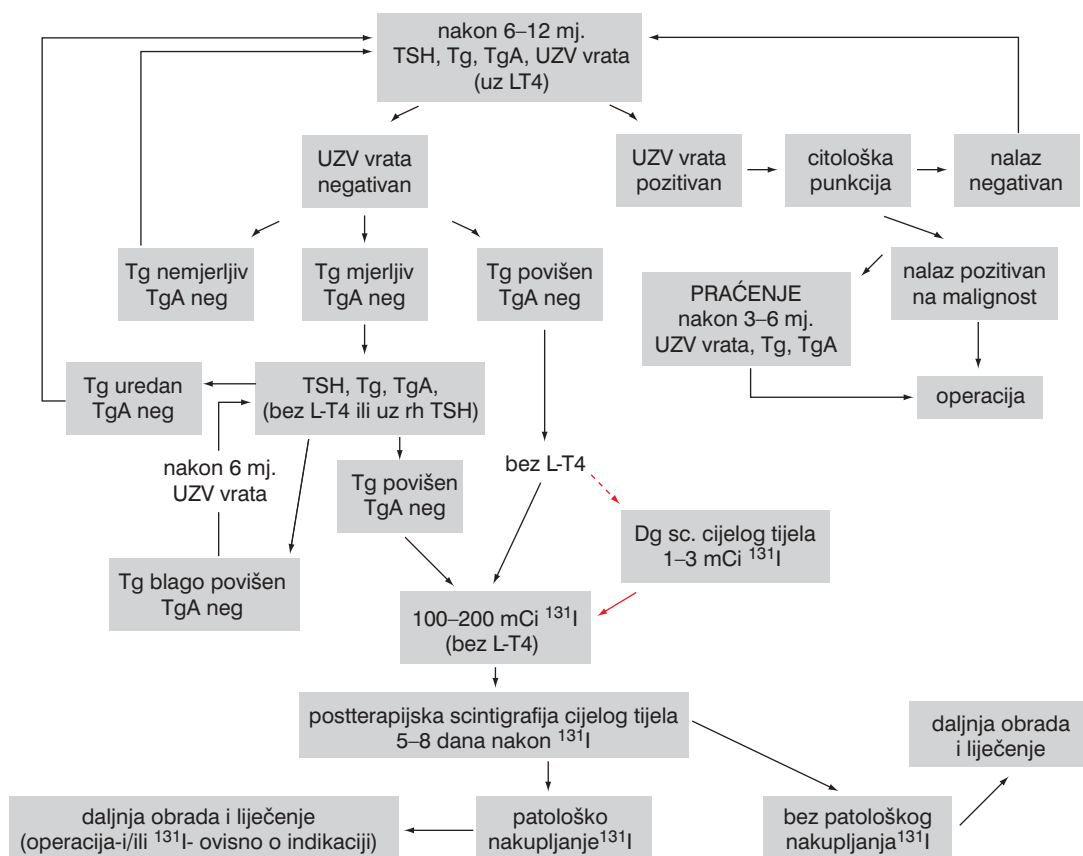 nakon 6–12 mj.
TSH, Tg, TgA, UZV vrata
(uz LT4)
UZV vrata
negativan
UZV vrata
pozitivan
citološka
punkcija
nalaz
negativan
Tg nemjerljiv
TgA neg
Tg mjerljiv
TgA neg
Tg povišen
TgA neg
PRAĆENJE
nakon 3–6 mj.
UZV vrata, Tg, TgA
nalaz pozitivan
na malignost
Tg uredan
TgA neg
TSH, Tg, TgA,
(bez L-T4 ili uz rh TSH)
operacija
nakon 6 mj.
UZV vrata
Tg povišen
TgA neg
bez L-T4
Dg sc. cijelog tijela
1–3 mCi ¹³¹I
Tg blago povišen
TgA neg
100–200 mCi ¹³¹I
(bez L-T4)
postterapijska scintigrafija cijelog tijela
5–8 dana nakon ¹³¹I
daljnja obrada
i liječenje
daljnja obrada i liječenje
(operacija-i/ili ¹³¹I- ovisno o indikaciji)
patološko
nakupljanje¹³¹I
bez patološkog
nakupljanja¹³¹I